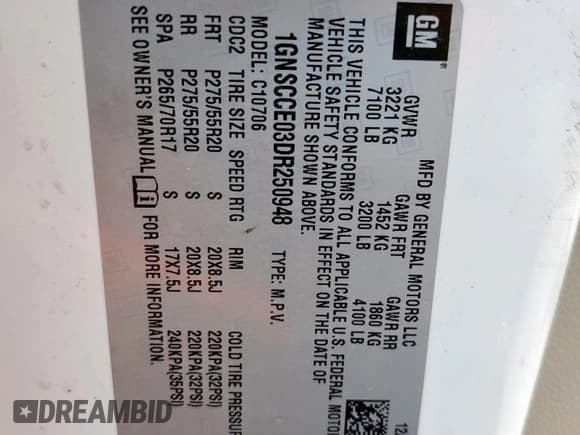 GM
®
MFD BY GENERAL MOTORS LLC 12
GVWR GAWR FRT GAWR RR
3221 KG 1452 KG 1860 KG
7100 LB 3200 LB 4100 LB
THIS VEHICLE CONFORMS TO ALL APPLICABLE U.S. FEDERAL MOTOR
VEHICLE SAFETY STANDARDS IN EFFECT ON THE DATE OF
MANUFACTURE SHOWN ABOVE.
1GNSCCE03DR250948 TYPE: M.P.V.
MODEL: C10706
CDC2 TIRE SIZE SPEED RTG RIM COLD TIRE PRESSURE
FRT P275/55R20 S 20X8.5J 220KPA(32PSI)
RR P275/55R20 S 20X8.5J 220KPA(32PSI)
SPA P265/70R17 S 17X7.5J 240KPA(35PSI)
SEE OWNER'S MANUAL FOR MORE INFORMATION.
DREAMBID